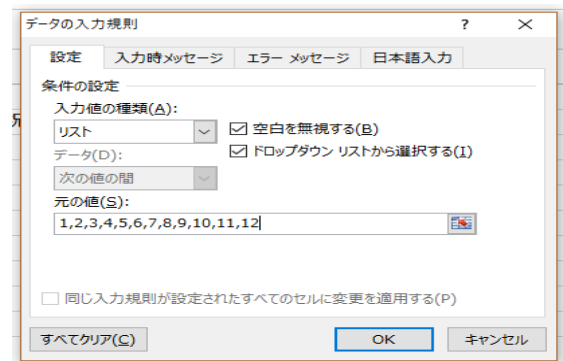 データの入力規則 ? ×
設定 入力時メッセージ エラー メッセージ 日本語入力
条件の設定
入力値の種類(A):
リスト 空白を無視する(B)
データ(D): ドロップダウン リストから選択する(I)
次の値の間
元の値(S):
1,2,3,4,5,6,7,8,9,10,11,12
同じ入力規則が設定されたすべてのセルに変更を適用する(P)
すべてクリア(C) OK キャンセル